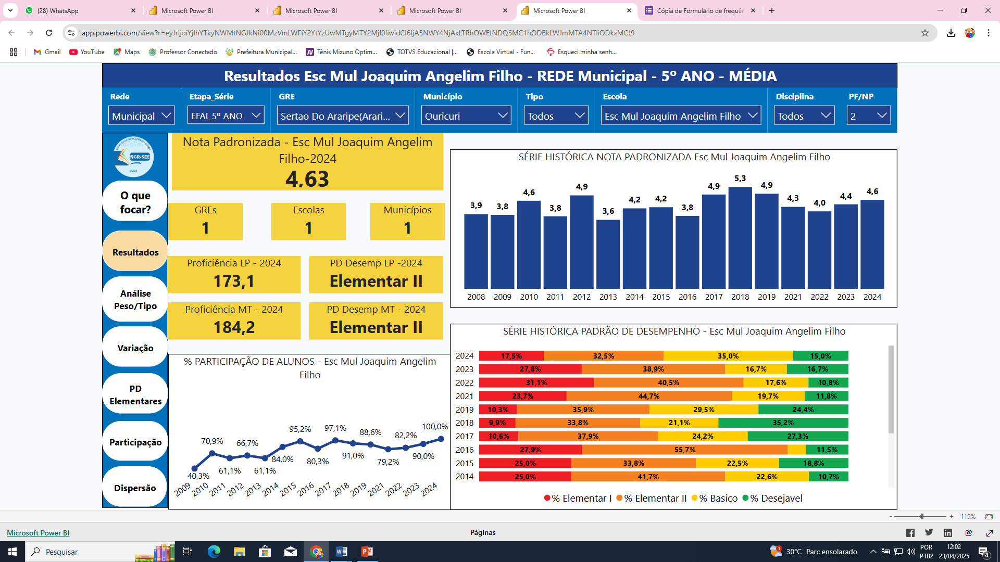 (28) WhatsApp
Microsoft Power BI
Microsoft Power BI
Microsoft Power BI
Microsoft Power BI
Cópia de Formulário de frequên
app.powerbi.com/view?r=eyJrIjoiYjlhYTkyNWMtNGJkNi00MzVmLWFiY2YtYzUwMTgyMTY2MjI0IiwidCI6IjA5NWY4NjAxLTRhOWEtNDQ5MC1hODBkLWJmMTA4NTliODkxMCJ9
Gmail
YouTube
Maps
Professor Conectado
Prefeitura Municipal...
Tênis Mizuno Optim...
TOTVS Educacional |...
Escola Virtual - Fun...
Esqueci minha senh...
Resultados Esc Mul Joaquim Angelim Filho - REDE Municipal - 5º ANO - MÉDIA
Rede
Etapa_Série
GRE
Município
Tipo
Escola
Disciplina
PF/NP
Municipal
EFAI_5º ANO
Sertao Do Araripe(Arari...
Ouricuri
Todos
Esc Mul Joaquim Angelim Filho
Todos
2
NGR-SEE
O que
focar?
Resultados
Análise
Peso/Tipo
Variação
PD
Elementares
Participação
Dispersão
Nota Padronizada - Esc Mul Joaquim Angelim
Filho-2024
4,63
GREs
1
Escolas
1
Municípios
1
Proficiência LP - 2024
173,1
PD Desemp LP -2024
Elementar II
Proficiência MT - 2024
184,2
PD Desemp MT - 2024
Elementar II
% PARTICIPAÇÃO DE ALUNOS - Esc Mul Joaquim Angelim
Filho
40,3% 70,9% 61,1% 66,7% 61,1% 84,0% 95,2% 80,3% 97,1% 91,0% 88,6% 79,2% 82,2% 90,0% 100,0%
2009 2010 2011 2012 2013 2014 2015 2016 2017 2018 2019 2021 2022 2023 2024
SÉRIE HISTÓRICA NOTA PADRONIZADA Esc Mul Joaquim Angelim Filho
3,9 3,8 4,6 3,8 4,9 3,6 4,2 4,2 3,8 4,9 5,3 4,9 4,3 4,0 4,4 4,6
2008 2009 2010 2011 2012 2013 2014 2015 2016 2017 2018 2019 2021 2022 2023 2024
SÉRIE HISTÓRICA PADRÃO DE DESEMPENHO - Esc Mul Joaquim Angelim Filho
2024 17,5% 32,5% 35,0% 15,0%
2023 27,8% 38,9% 16,7% 16,7%
2022 31,1% 40,5% 17,6% 10,8%
2021 23,7% 44,7% 19,7% 11,8%
2019 10,3% 35,9% 29,5% 24,4%
2018 9,9% 33,8% 21,1% 35,2%
2017 10,6% 37,9% 24,2% 27,3%
2016 27,9% 55,7% 11,5%
2015 25,0% 33,8% 22,5% 18,8%
2014 25,0% 41,7% 22,6% 10,7%
% Elementar I % Elementar II % Basico % Desejavel
- + 119%
Microsoft Power BI
Páginas
Pesquisar
30°C Parc ensolarado
POR
PTB2
12:02
23/04/2025
4